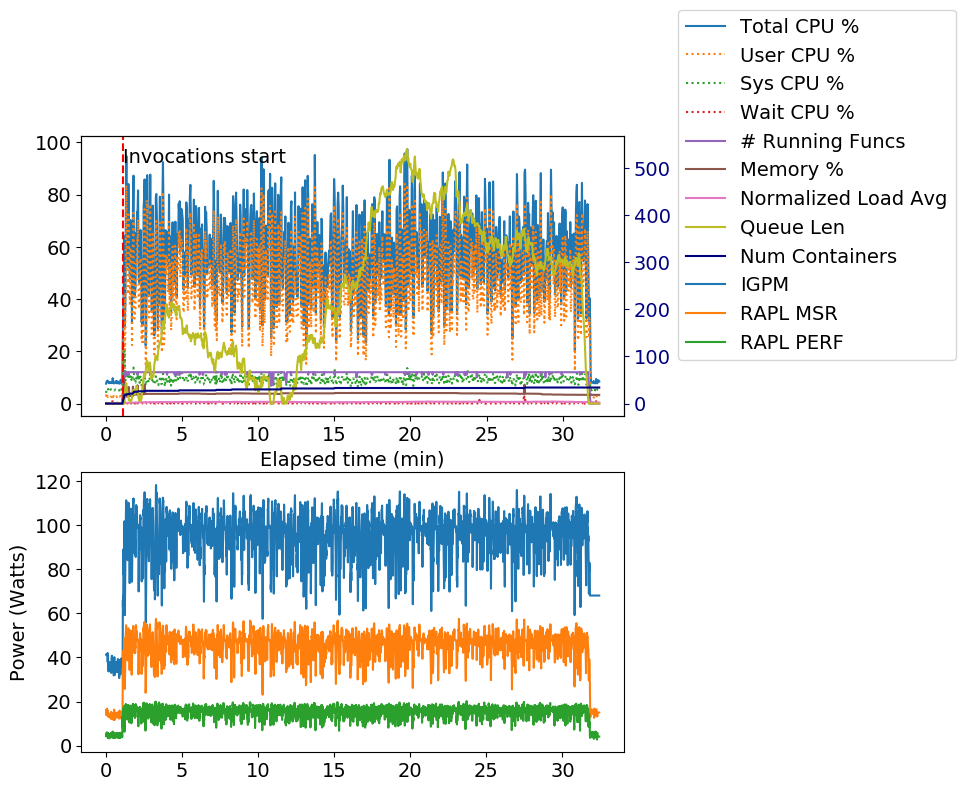 Total CPU %
User CPU %
Sys CPU %
Wait CPU %
# Running Funcs
Memory %
Normalized Load Avg
Queue Len
Num Containers
IGPM
RAPL MSR
RAPL PERF
Invocations start
100
80
60
40
20
0
500
400
300
200
100
0
0 5 10 15 20 25 30
Elapsed time (min)
Power (Watts)
120
100
80
60
40
20
0
0 5 10 15 20 25 30